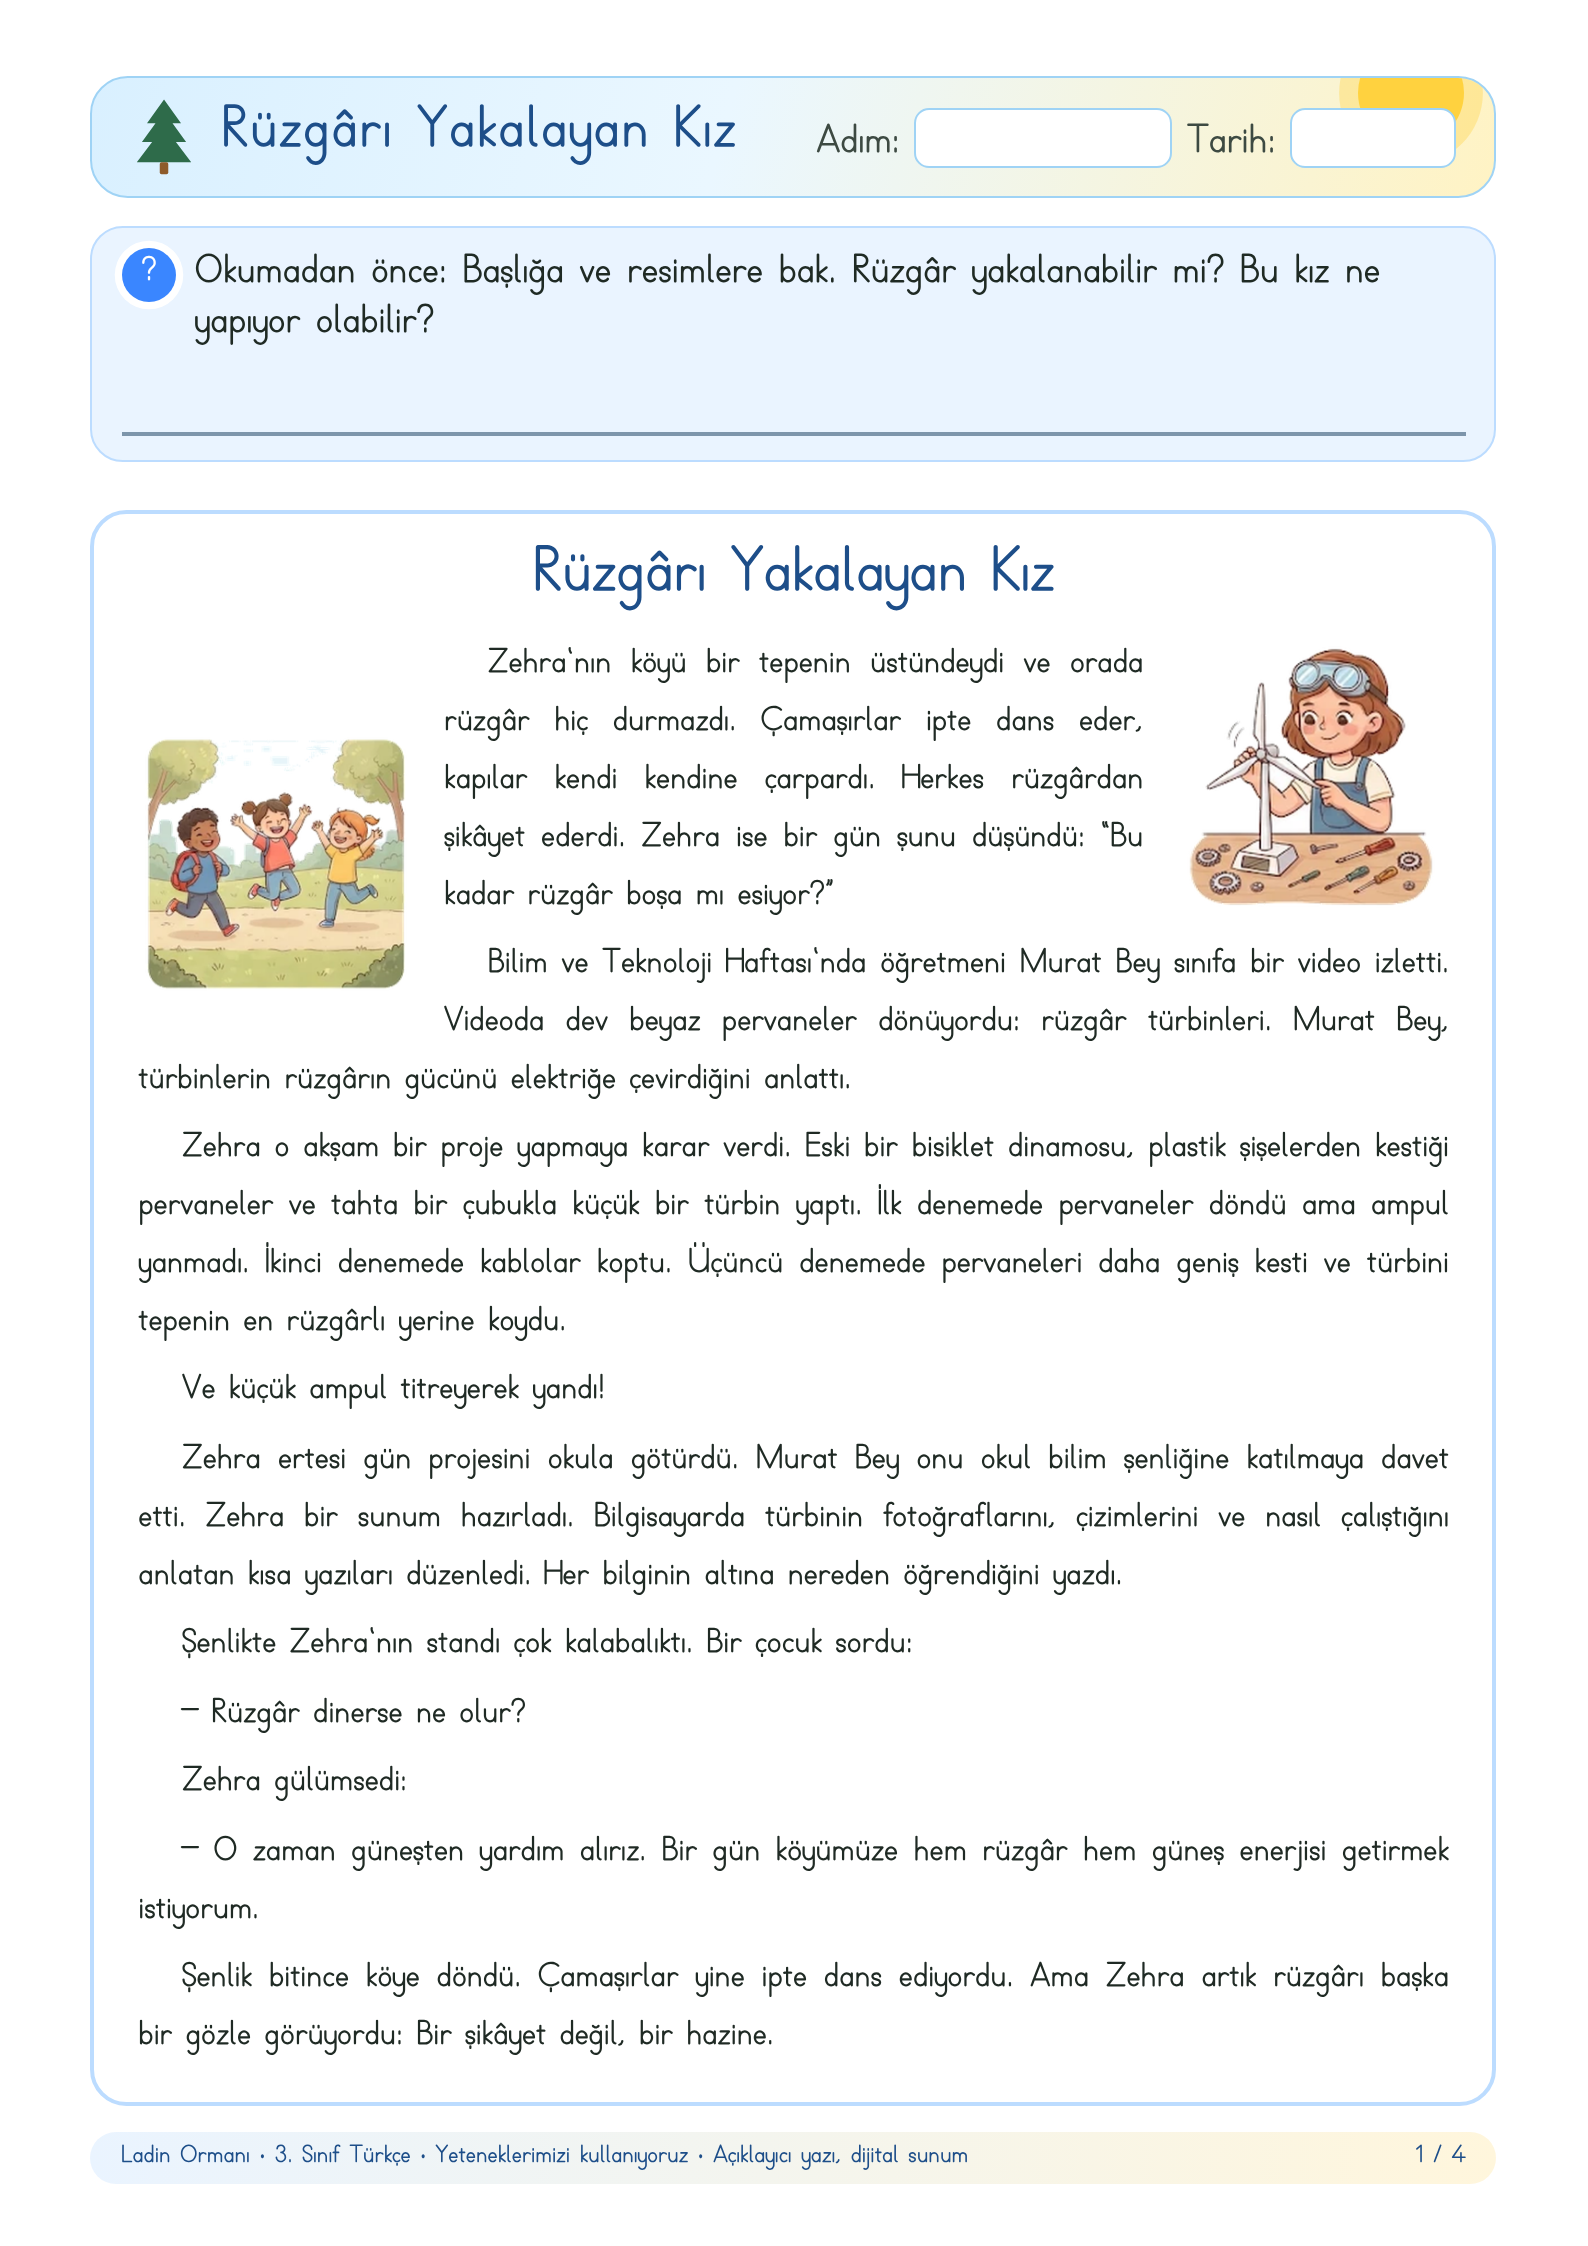 Rüzgârı Yakalayan Kız
Adım:
Tarih:
?
Okumadan önce: Başlığa ve resimlere bak. Rüzgâr yakalanabilir mi? Bu kız ne
yapıyor olabilir?
Rüzgârı Yakalayan Kız
Zehra‛nın köyü bir tepenin üstündeydi ve orada
rüzgâr hiç durmazdı. Çamaşırlar ipte dans eder,
kapılar kendi kendine çarpardı. Herkes rüzgârdan
şikâyet ederdi. Zehra ise bir gün şunu düşündü: “Bu
kadar rüzgâr boşa mı esiyor?”
Bilim ve Teknoloji Haftası‛nda öğretmeni Murat Bey sınıfa bir video izletti.
Videoda dev beyaz pervaneler dönüyordu: rüzgâr türbinleri. Murat Bey,
türbinlerin rüzgârın gücünü elektriğe çevirdiğini anlattı.
Zehra o akşam bir proje yapmaya karar verdi. Eski bir bisiklet dinamosu, plastik şişelerden kestiği
pervaneler ve tahta bir çubukla küçük bir türbin yaptı. İlk denemede pervaneler döndü ama ampul
yanmadı. İkinci denemede kablolar koptu. Üçüncü denemede pervaneleri daha geniş kesti ve türbini
tepenin en rüzgârlı yerine koydu.
Ve küçük ampul titreyerek yandı!
Zehra ertesi gün projesini okula götürdü. Murat Bey onu okul bilim şenliğine katılmaya davet
etti. Zehra bir sunum hazırladı. Bilgisayarda türbinin fotoğraflarını, çizimlerini ve nasıl çalıştığını
anlatan kısa yazıları düzenledi. Her bilginin altına nereden öğrendiğini yazdı.
Şenlikte Zehra‛nın standı çok kalabalıktı. Bir çocuk sordu:
– Rüzgâr dinerse ne olur?
Zehra gülümsedi:
– O zaman güneşten yardım alırız. Bir gün köyümüze hem rüzgâr hem güneş enerjisi getirmek
istiyorum.
Şenlik bitince köye döndü. Çamaşırlar yine ipte dans ediyordu. Ama Zehra artık rüzgârı başka
bir gözle görüyordu: Bir şikâyet değil, bir hazine.
Ladin Ormanı • 3. Sınıf Türkçe • Yeteneklerimizi kullanıyoruz • Açıklayıcı yazı, dijital sunum
1 / 4